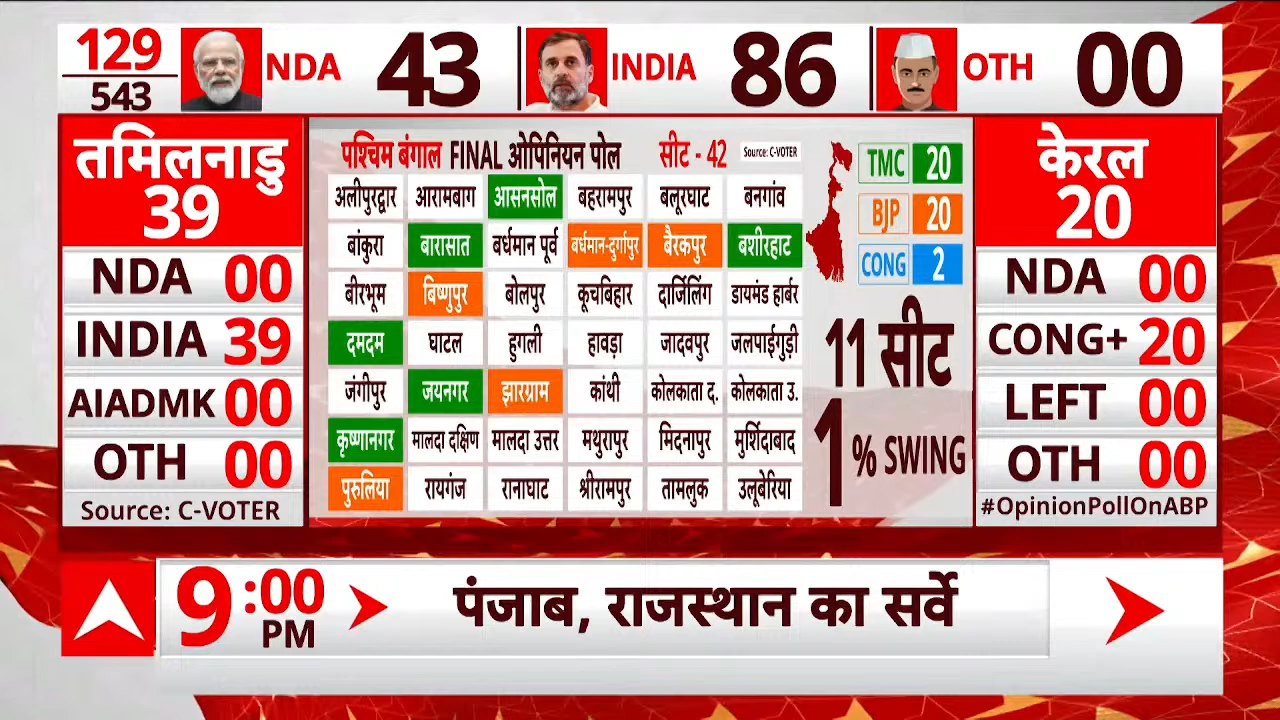 129
543
NDA 43
INDIA 86
OTH 00
तमिलनाडु
39
NDA 00
INDIA 39
AIADMK 00
OTH 00
Source: C-VOTER
पश्चिम बंगाल FINAL ओपिनियन पोल सीट - 42 Source: C-VOTER
अलीपुरद्वार आरामबाग आसनसोल बहरामपुर बलूरघाट बनगांव
बांकुरा बारासात बर्धमान पूर्व बर्धमान-दुर्गापुर बैरकपुर बशीरहाट
बीरभूम बिष्णुपुर बोलपुर कूचबिहार दार्जिलिंग डायमंड हार्बर
दमदम घाटल हुगली हावड़ा जादवपुर जलपाईगुड़ी
जंगीपुर जयनगर झारग्राम कांथी कोलकाता द. कोलकाता उ.
कृष्णानगर मालदा दक्षिण मालदा उत्तर मथुरापुर मिदनापुर मुर्शिदाबाद
पुरुलिया रायगंज रानाघाट श्रीरामपुर तामलुक उलूबेरिया
TMC 20
BJP 20
CONG 2
11 सीट
1% SWING
केरल
20
NDA 00
CONG+ 20
LEFT 00
OTH 00
#OpinionPollOnABP
9:00 PM पंजाब, राजस्थान का सर्वे